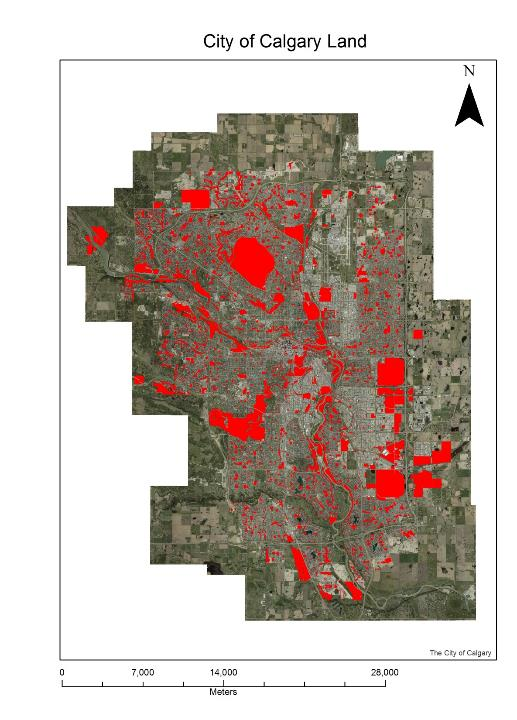 City of Calgary Land
N
The City of Calgary
0 7,000 14,000 28,000
Meters